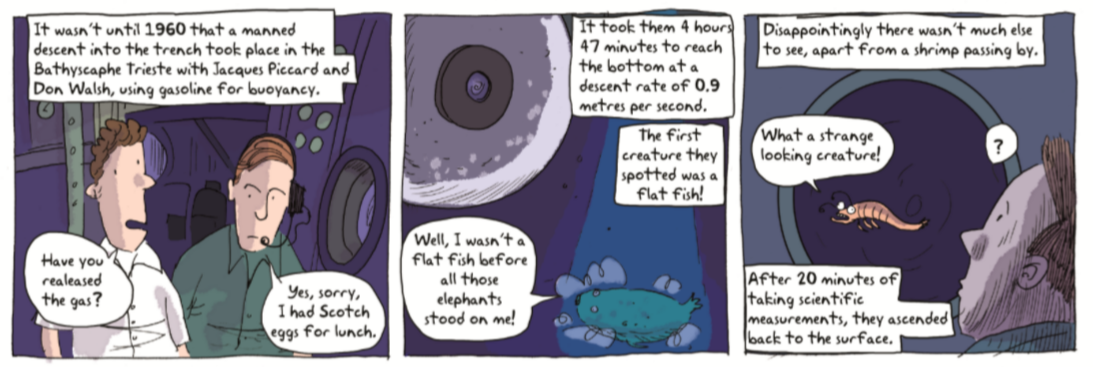 It wasn't until 1960 that a manned
descent into the trench took place in the
Bathyscaphe Trieste with Jacques Piccard and
Don Walsh, using gasoline for buoyancy.
Have you
realeased
the gas?
Yes, sorry,
I had Scotch
eggs for lunch.
It took them 4 hours
47 minutes to reach
the bottom at a
descent rate of 0.9
metres per second.
The first
creature they
spotted was a
flat fish!
Well, I wasn't a
flat fish before
all those
elephants
stood on me!
Disappointingly there wasn't much else
to see, apart from a shrimp passing by.
What a strange
looking creature!
?
After 20 minutes of
taking scientific
measurements, they ascended
back to the surface.